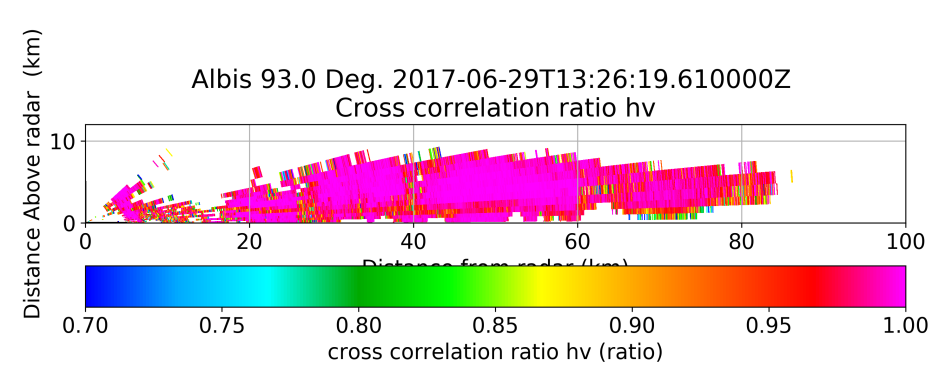 Albis 93.0 Deg. 2017-06-29T13:26:19.610000Z
Cross correlation ratio hv
Distance Above radar  (km)
10
0
0 20 40 60 80 100
Distance from radar (km)
0.70 0.75 0.80 0.85 0.90 0.95 1.00
cross correlation ratio hv (ratio)